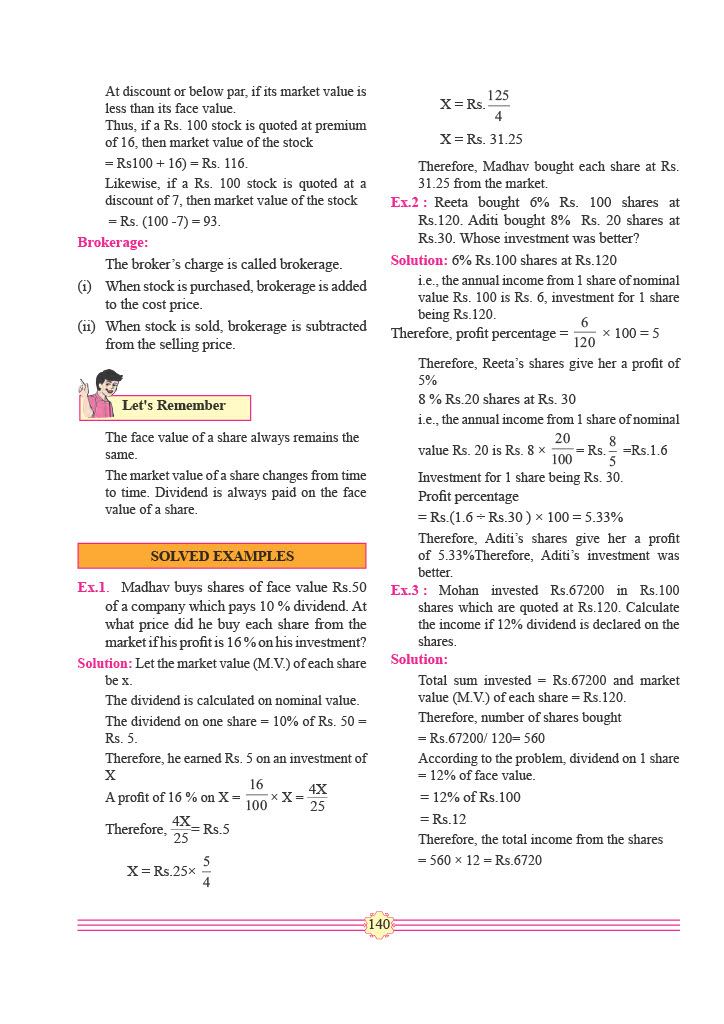 At discount or below par, if its market value is
less than its face value.
Thus, if a Rs. 100 stock is quoted at premium
of 16, then market value of the stock
= Rs100 + 16) = Rs. 116.
Likewise, if a Rs. 100 stock is quoted at a
discount of 7, then market value of the stock
= Rs. (100 -7) = 93.
Brokerage:
The broker's charge is called brokerage.
(i) When stock is purchased, brokerage is added
to the cost price.
(ii) When stock is sold, brokerage is subtracted
from the selling price.
Let's Remember
The face value of a share always remains the
same.
The market value of a share changes from time
to time. Dividend is always paid on the face
value of a share.
SOLVED EXAMPLES
Ex.1. Madhav buys shares of face value Rs.50
of a company which pays 10 % dividend. At
what price did he buy each share from the
market if his profit is 16 % on his investment?
Solution: Let the market value (M.V.) of each share
be x.
The dividend is calculated on nominal value.
The dividend on one share = 10% of Rs. 50 =
Rs. 5.
Therefore, he earned Rs. 5 on an investment of
X
A profit of 16 % on X = 16/100 × X = 4X/25
Therefore, 4X/25 = Rs.5
X = Rs.25× 5/4
X = Rs. 125/4
X = Rs. 31.25
Therefore, Madhav bought each share at Rs.
31.25 from the market.
Ex.2 : Reeta bought 6% Rs. 100 shares at
Rs.120. Aditi bought 8% Rs. 20 shares at
Rs.30. Whose investment was better?
Solution: 6% Rs.100 shares at Rs.120
i.e., the annual income from 1 share of nominal
value Rs. 100 is Rs. 6, investment for 1 share
being Rs.120.
Therefore, profit percentage = 6/120 × 100 = 5
Therefore, Reeta's shares give her a profit of
5%
8 % Rs.20 shares at Rs. 30
i.e., the annual income from 1 share of nominal
value Rs. 20 is Rs. 8 × 20/100 = Rs. 8/5 =Rs.1.6
Investment for 1 share being Rs. 30.
Profit percentage
= Rs.(1.6 ÷ Rs.30 ) × 100 = 5.33%
Therefore, Aditi's shares give her a profit
of 5.33%Therefore, Aditi's investment was
better.
Ex.3 : Mohan invested Rs.67200 in Rs.100
shares which are quoted at Rs.120. Calculate
the income if 12% dividend is declared on the
shares.
Solution:
Total sum invested = Rs.67200 and market
value (M.V.) of each share = Rs.120.
Therefore, number of shares bought
= Rs.67200/ 120= 560
According to the problem, dividend on 1 share
= 12% of face value.
= 12% of Rs.100
= Rs.12
Therefore, the total income from the shares
= 560 × 12 = Rs.6720
140